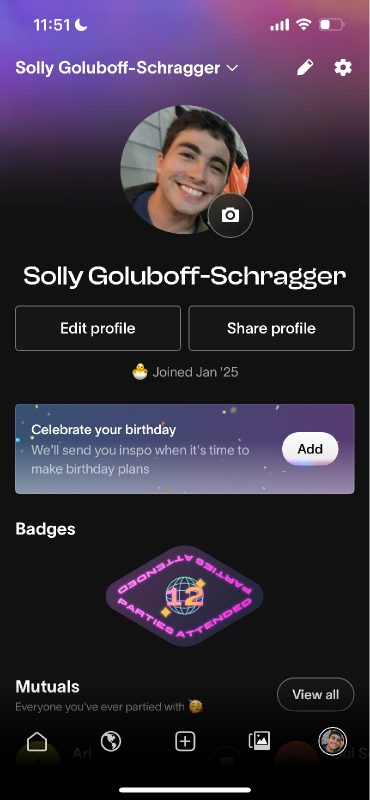 11:51
Solly Goluboff-Schragger
Solly Goluboff-Schragger
Edit profile
Share profile
🐣 Joined Jan '25
Celebrate your birthday
We'll send you inspo when it's time to
make birthday plans
Add
Badges
PARTIES ATTENDED
12
PARTIES ATTENDED
Mutuals
Everyone you've ever partied with 🥳
View all
Ari